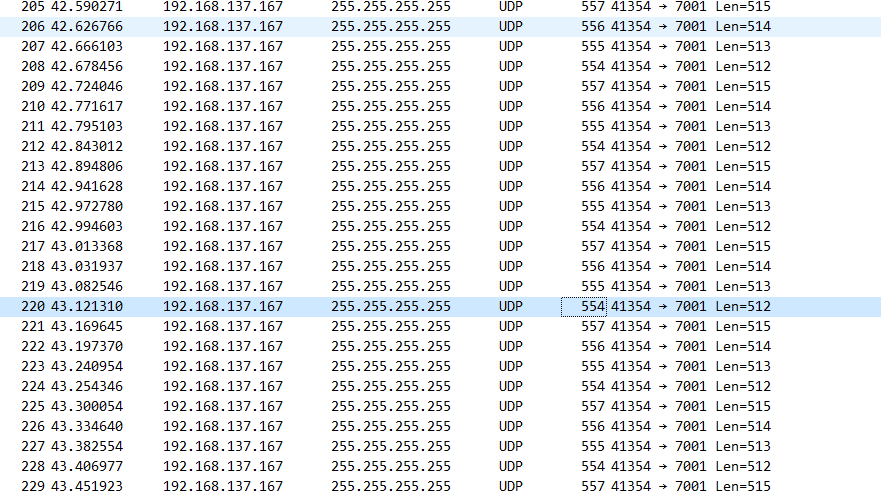 205 42.590271 192.168.137.167 255.255.255.255 UDP 557 41354 → 7001 Len=515
206 42.626766 192.168.137.167 255.255.255.255 UDP 556 41354 → 7001 Len=514
207 42.666103 192.168.137.167 255.255.255.255 UDP 555 41354 → 7001 Len=513
208 42.678456 192.168.137.167 255.255.255.255 UDP 554 41354 → 7001 Len=512
209 42.724046 192.168.137.167 255.255.255.255 UDP 557 41354 → 7001 Len=515
210 42.771617 192.168.137.167 255.255.255.255 UDP 556 41354 → 7001 Len=514
211 42.795103 192.168.137.167 255.255.255.255 UDP 555 41354 → 7001 Len=513
212 42.843012 192.168.137.167 255.255.255.255 UDP 554 41354 → 7001 Len=512
213 42.894806 192.168.137.167 255.255.255.255 UDP 557 41354 → 7001 Len=515
214 42.941628 192.168.137.167 255.255.255.255 UDP 556 41354 → 7001 Len=514
215 42.972780 192.168.137.167 255.255.255.255 UDP 555 41354 → 7001 Len=513
216 42.994603 192.168.137.167 255.255.255.255 UDP 554 41354 → 7001 Len=512
217 43.013368 192.168.137.167 255.255.255.255 UDP 557 41354 → 7001 Len=515
218 43.031937 192.168.137.167 255.255.255.255 UDP 556 41354 → 7001 Len=514
219 43.082546 192.168.137.167 255.255.255.255 UDP 555 41354 → 7001 Len=513
220 43.121310 192.168.137.167 255.255.255.255 UDP 554 41354 → 7001 Len=512
221 43.169645 192.168.137.167 255.255.255.255 UDP 557 41354 → 7001 Len=515
222 43.197370 192.168.137.167 255.255.255.255 UDP 556 41354 → 7001 Len=514
223 43.240954 192.168.137.167 255.255.255.255 UDP 555 41354 → 7001 Len=513
224 43.254346 192.168.137.167 255.255.255.255 UDP 554 41354 → 7001 Len=512
225 43.300054 192.168.137.167 255.255.255.255 UDP 557 41354 → 7001 Len=515
226 43.334640 192.168.137.167 255.255.255.255 UDP 556 41354 → 7001 Len=514
227 43.382554 192.168.137.167 255.255.255.255 UDP 555 41354 → 7001 Len=513
228 43.406977 192.168.137.167 255.255.255.255 UDP 554 41354 → 7001 Len=512
229 43.451923 192.168.137.167 255.255.255.255 UDP 557 41354 → 7001 Len=515